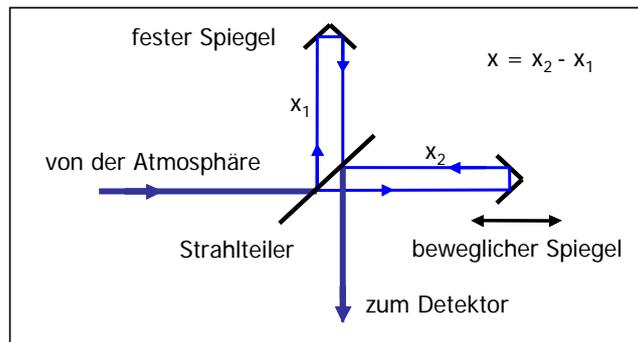 fester Spiegel
x = x₂ - x₁
x₁
von der Atmosphäre
x₂
Strahlteiler
beweglicher Spiegel
zum Detektor